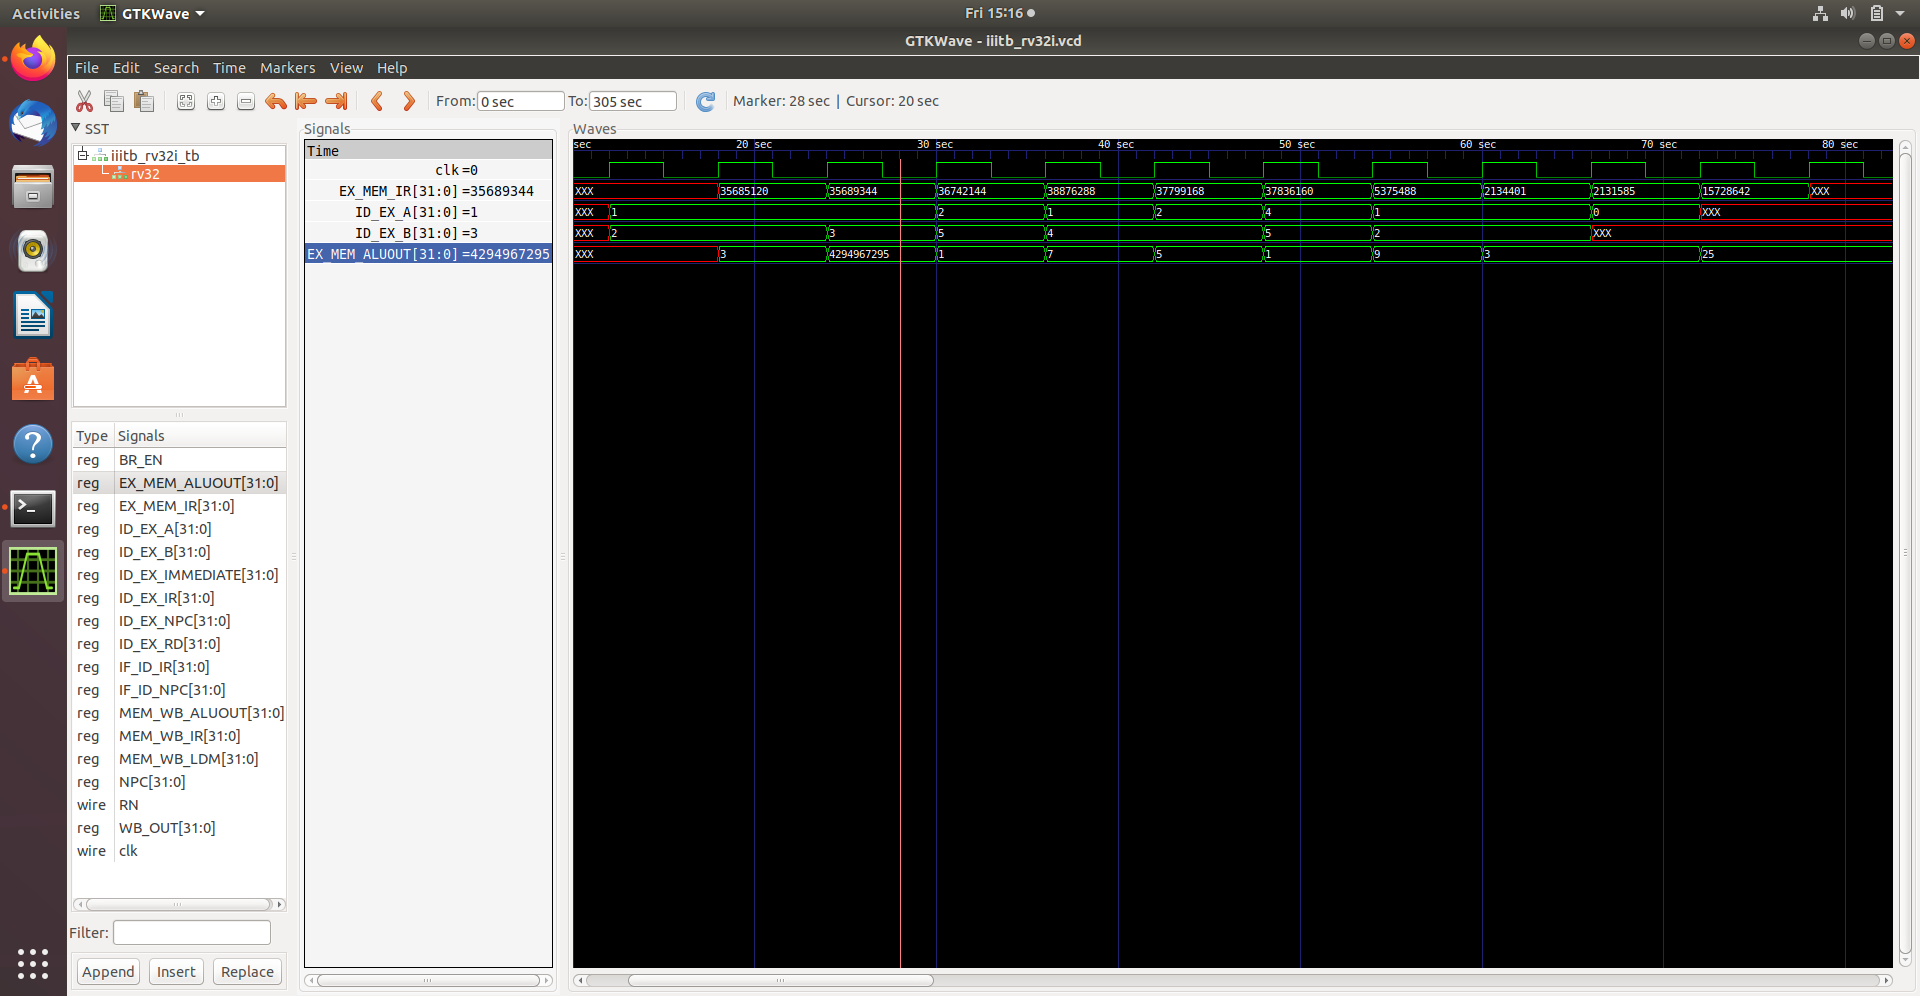 Activities GTKWave Fri 15:16
GTKWave - iiitb_rv32i.vcd
File Edit Search Time Markers View Help
From: 0 sec To: 305 sec Marker: 28 sec | Cursor: 20 sec
SST
iiitb_rv32i_tb
rv32
Type Signals
reg BR_EN
reg EX_MEM_ALUOUT[31:0]
reg EX_MEM_IR[31:0]
reg ID_EX_A[31:0]
reg ID_EX_B[31:0]
reg ID_EX_IMMEDIATE[31:0]
reg ID_EX_IR[31:0]
reg ID_EX_NPC[31:0]
reg ID_EX_RD[31:0]
reg IF_ID_IR[31:0]
reg IF_ID_NPC[31:0]
reg MEM_WB_ALUOUT[31:0]
reg MEM_WB_IR[31:0]
reg MEM_WB_LDM[31:0]
reg NPC[31:0]
wire RN
reg WB_OUT[31:0]
wire clk
Filter:
Append Insert Replace
Signals
Time
clk =0
EX_MEM_IR[31:0] =35689344
ID_EX_A[31:0] =1
ID_EX_B[31:0] =3
EX_MEM_ALUOUT[31:0] =4294967295
Waves
sec 20 sec 30 sec 40 sec 50 sec 60 sec 70 sec 80 sec
XXX 35685120 35689344 36742144 38876288 37799168 37836160 5375488 2134401 2131585 15728642 XXX
XXX 1 2 1 2 4 1 0 XXX
XXX 2 3 5 4 5 2 XXX
XXX 3 4294967295 1 7 5 1 9 3 25